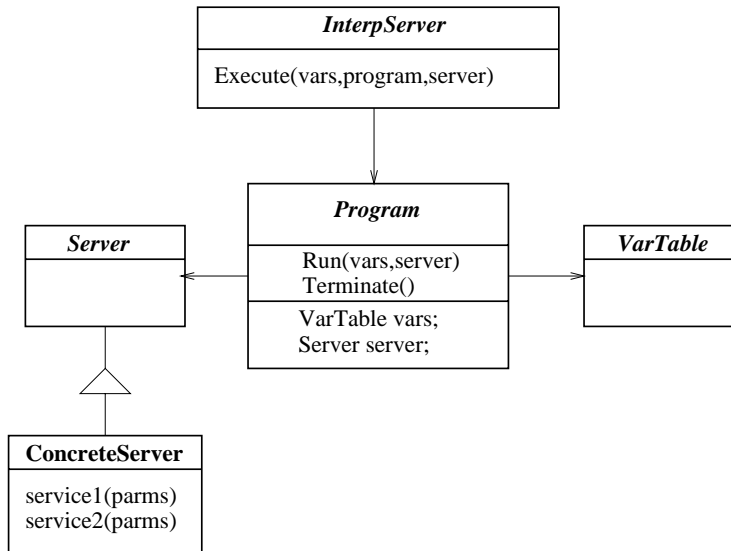 InterpServer
Execute(vars,program,server)
Program
Run(vars,server)
Terminate()
VarTable vars;
Server server;
Server
VarTable
ConcreteServer
service1(parms)
service2(parms)